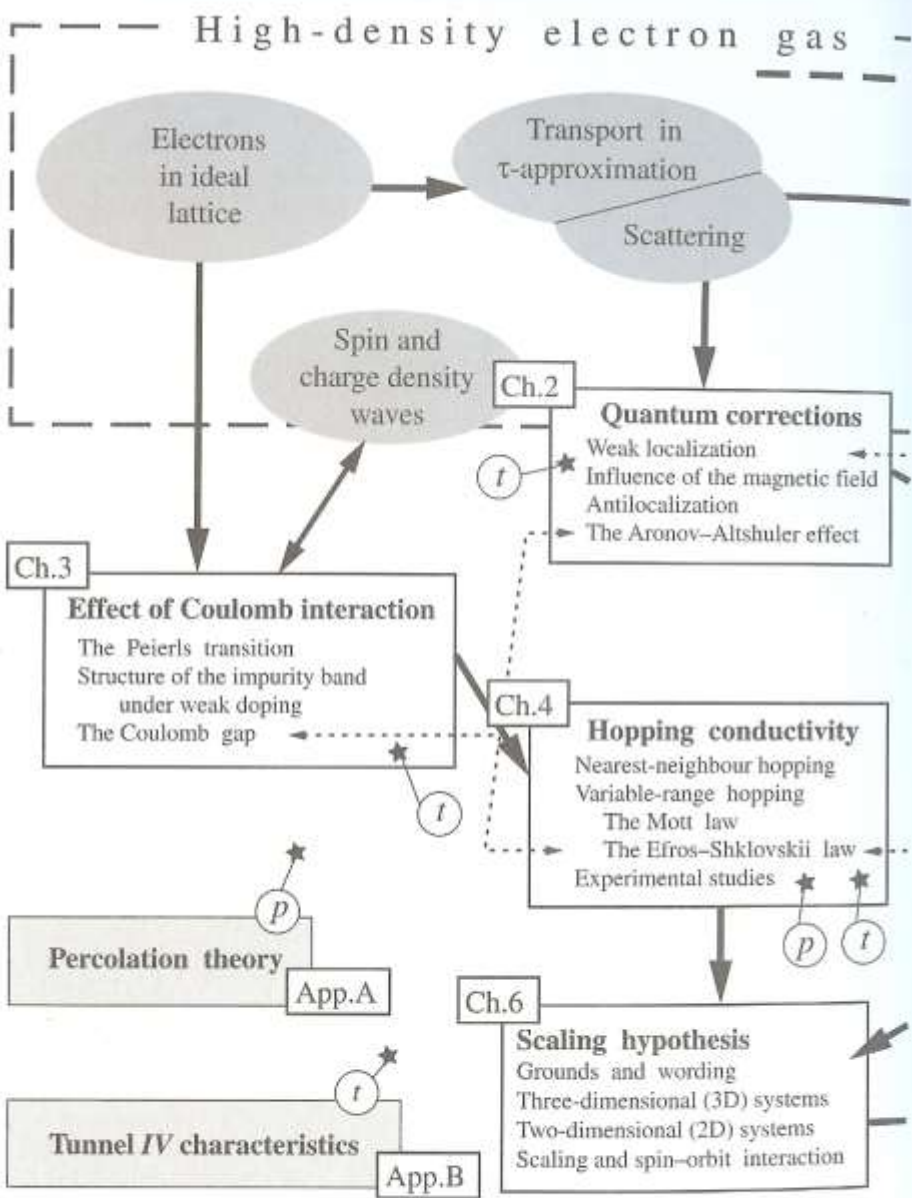 High-density electron gas
Electrons
in ideal
lattice
Transport in
τ-approximation
Scattering
Spin and
charge density
waves
Ch.2
Quantum corrections
Weak localization
Influence of the magnetic field
Antilocalization
The Aronov–Altshuler effect
t
Ch.3
Effect of Coulomb interaction
The Peierls transition
Structure of the impurity band
under weak doping
The Coulomb gap
t
Ch.4
Hopping conductivity
Nearest-neighbour hopping
Variable-range hopping
The Mott law
The Efros–Shklovskii law
Experimental studies
p
t
p
Percolation theory
App.A
t
Tunnel IV characteristics
App.B
Ch.6
Scaling hypothesis
Grounds and wording
Three-dimensional (3D) systems
Two-dimensional (2D) systems
Scaling and spin–orbit interaction